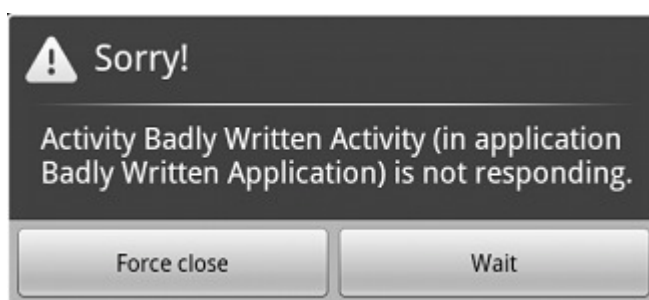 Sorry!
Activity Badly Written Activity (in application
Badly Written Application) is not responding.
Force close
Wait